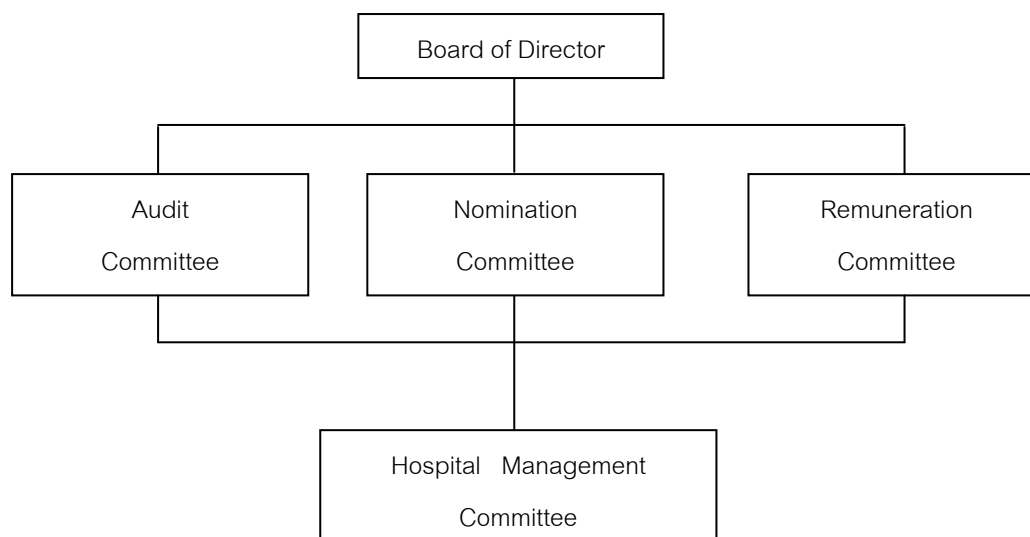 Board of Director
Audit
Committee
Nomination
Committee
Remuneration
Committee
Hospital Management
Committee